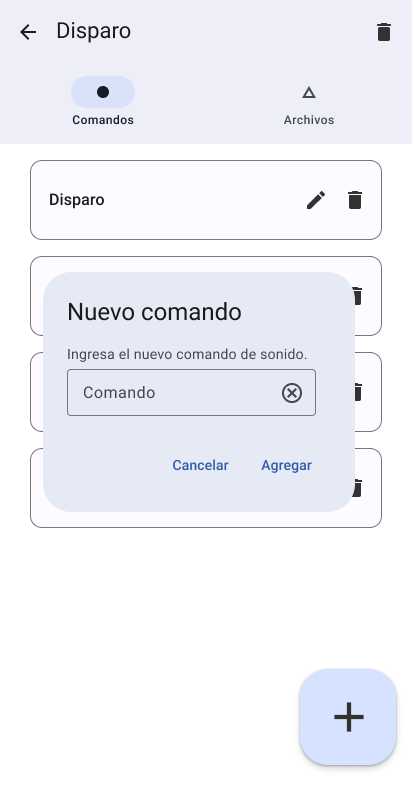 Disparo
Comandos
Archivos
Disparo
Nuevo comando
Ingresa el nuevo comando de sonido.
Comando
Cancelar
Agregar